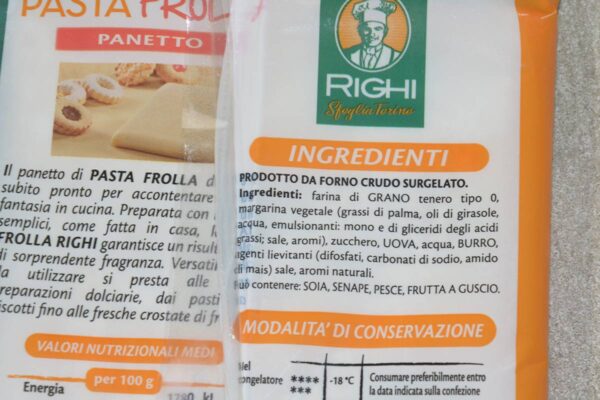 PASTA FROLLA
PANETTO
Il panetto di PASTA FROLLA
subito pronto per accontentare
fantasia in cucina. Preparata con
semplici, come fatta in casa,
FROLLA RIGHI garantisce un
di sorprendente fragranza.
la utilizzare si presta alle
preparazioni dolciarie, dai
biscotti fino alle fresche crostate di
VALORI NUTRIZIONALI MEDI
per 100 g
Energia
RIGHI
Sfoglia Torino
INGREDIENTI
PRODOTTO DA FORNO CRUDO SURGELATO.
Ingredienti: farina di GRANO tenero tipo 0,
margarina vegetale (grassi di palma, oli di girasole,
acqua, emulsionanti: mono e di gliceridi degli acidi
grassi; sale, aromi), zucchero, UOVA, acqua, BURRO,
agenti lievitanti (difosfati, carbonati di sodio, amido
di mais) sale, aromi naturali.
Può contenere: SOIA, SENAPE, PESCE, FRUTTA A GUSCIO.
MODALITA' DI CONSERVAZIONE
Nel
congelatore **** *** -18 °C Consumare preferibilmente entro
la data indicata sulla confezione